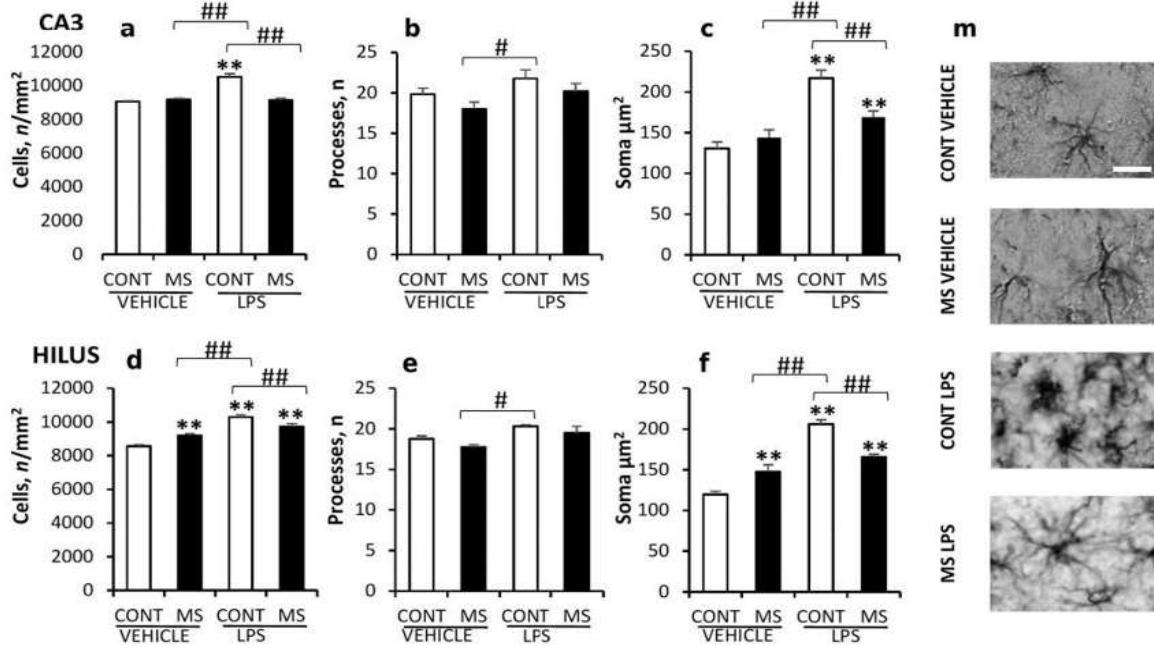 CA3
a
##
##
Cells, n/mm²
12000
10000
8000
6000
4000
2000
0
**
CONT MS CONT MS
VEHICLE LPS
b
#
Processes, n
25
20
15
10
5
0
CONT MS CONT MS
VEHICLE LPS
c
##
##
Soma µm²
250
200
150
100
50
0
**
**
CONT MS CONT MS
VEHICLE LPS
HILUS
d
##
##
Cells, n/mm²
12000
10000
8000
6000
4000
2000
0
** ** **
CONT MS CONT MS
VEHICLE LPS
e
#
Processes, n
25
20
15
10
5
0
CONT MS CONT MS
VEHICLE LPS
f
##
##
Soma µm²
250
200
150
100
50
0
** ** **
CONT MS CONT MS
VEHICLE LPS
m
CONT VEHICLE
MS VEHICLE
CONT LPS
MS LPS